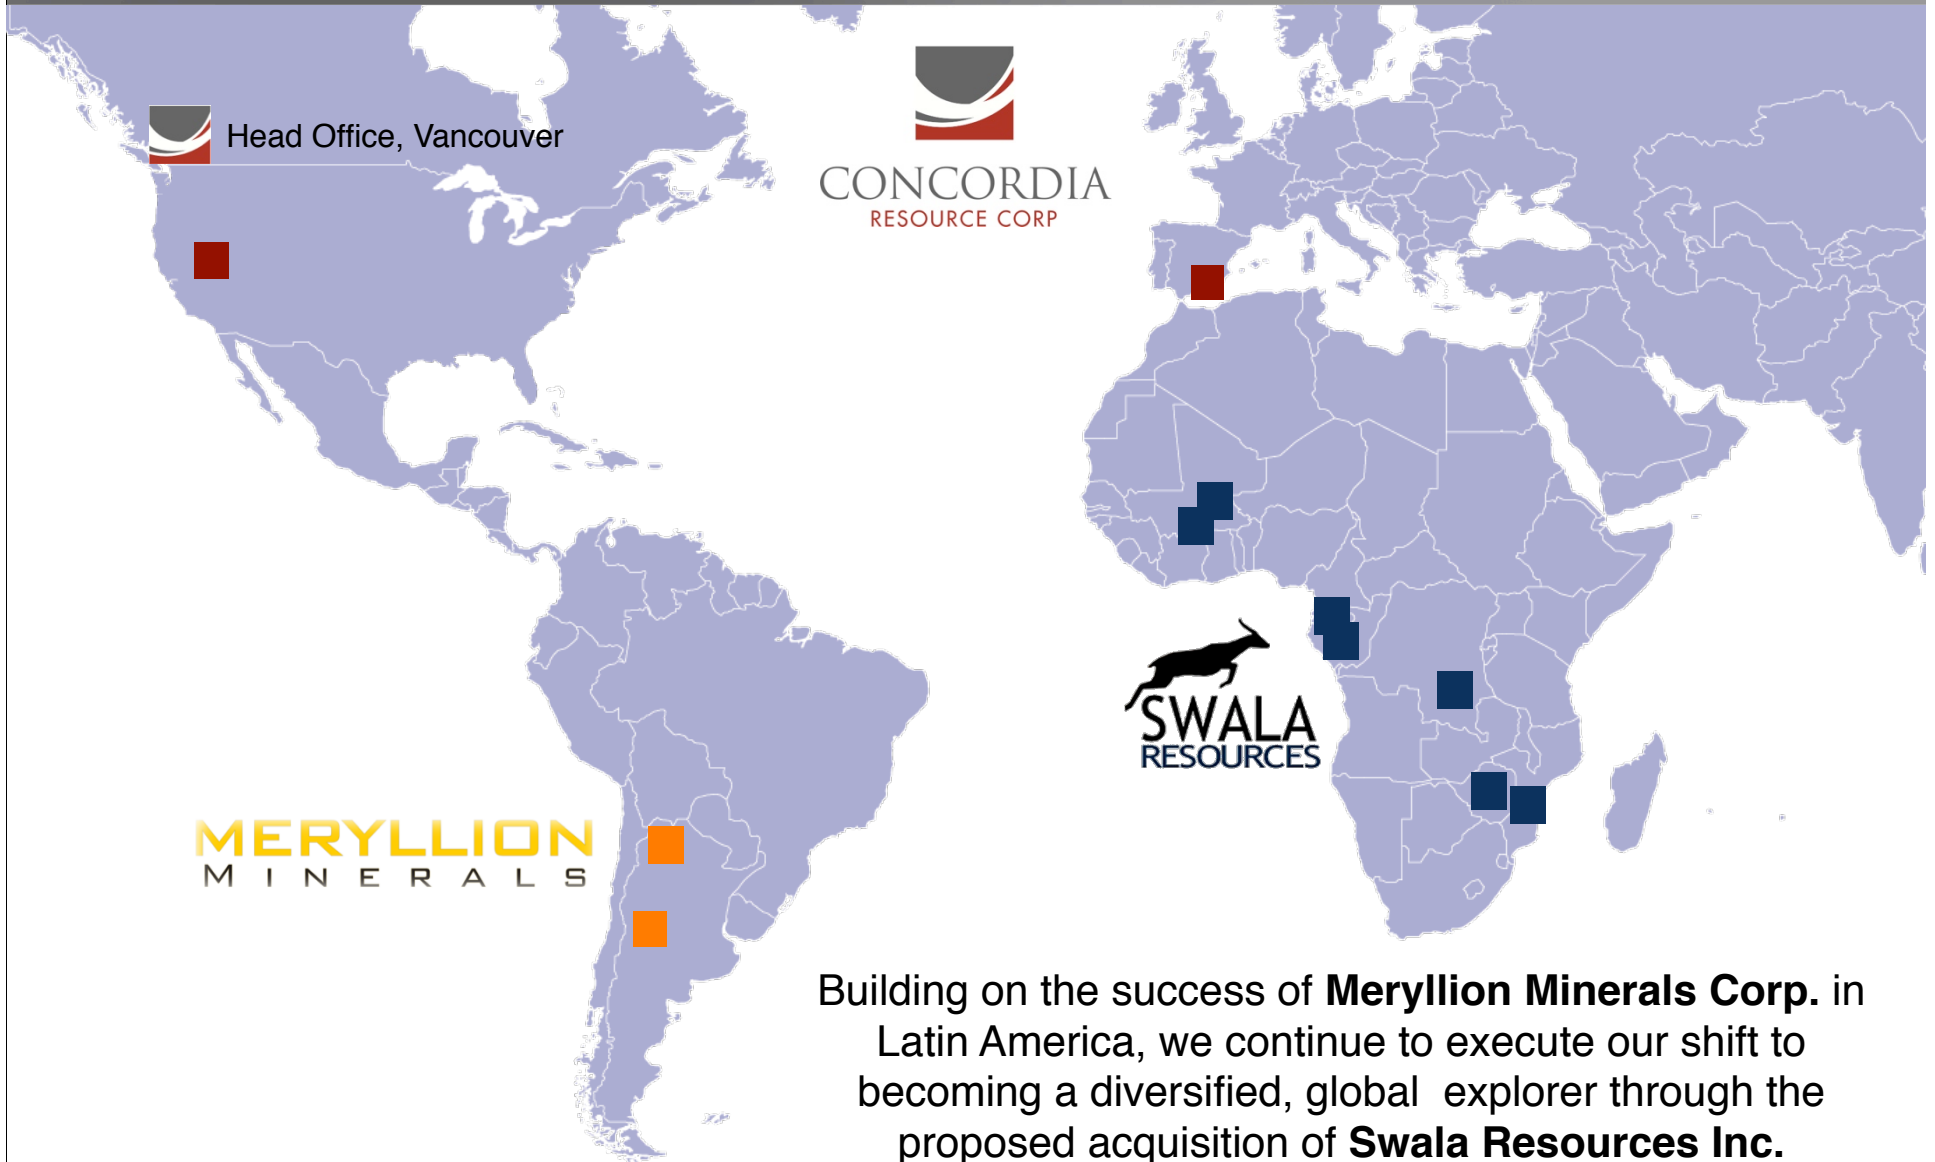 Head Office, Vancouver
CONCORDIA
RESOURCE CORP
SWALA
RESOURCES
MERYLLION
MINERALS
Building on the success of Meryllion Minerals Corp. in
Latin America, we continue to execute our shift to
becoming a diversified, global  explorer through the
proposed acquisition of Swala Resources Inc.